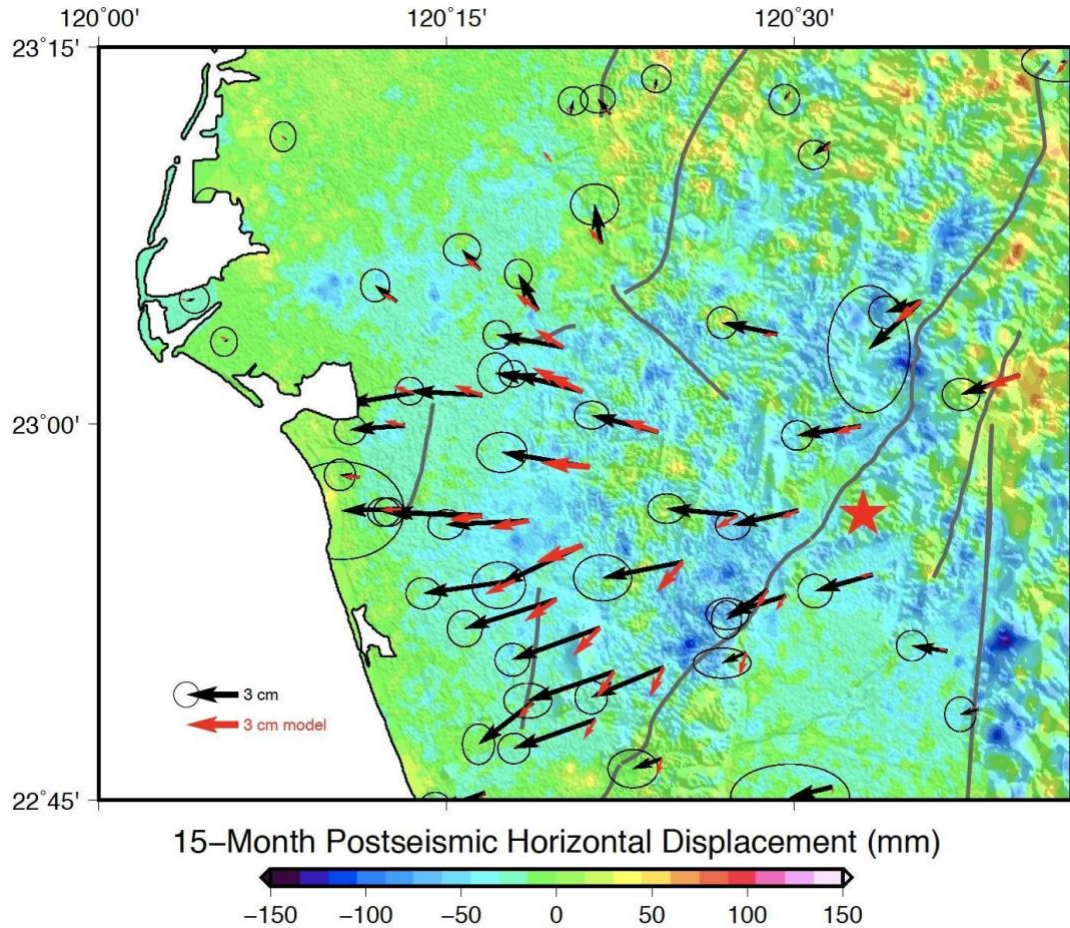 120°00' 120°15' 120°30'
23°15'
23°00'
22°45'
3 cm
3 cm model
15−Month Postseismic Horizontal Displacement (mm)
−150 −100 −50 0 50 100 150